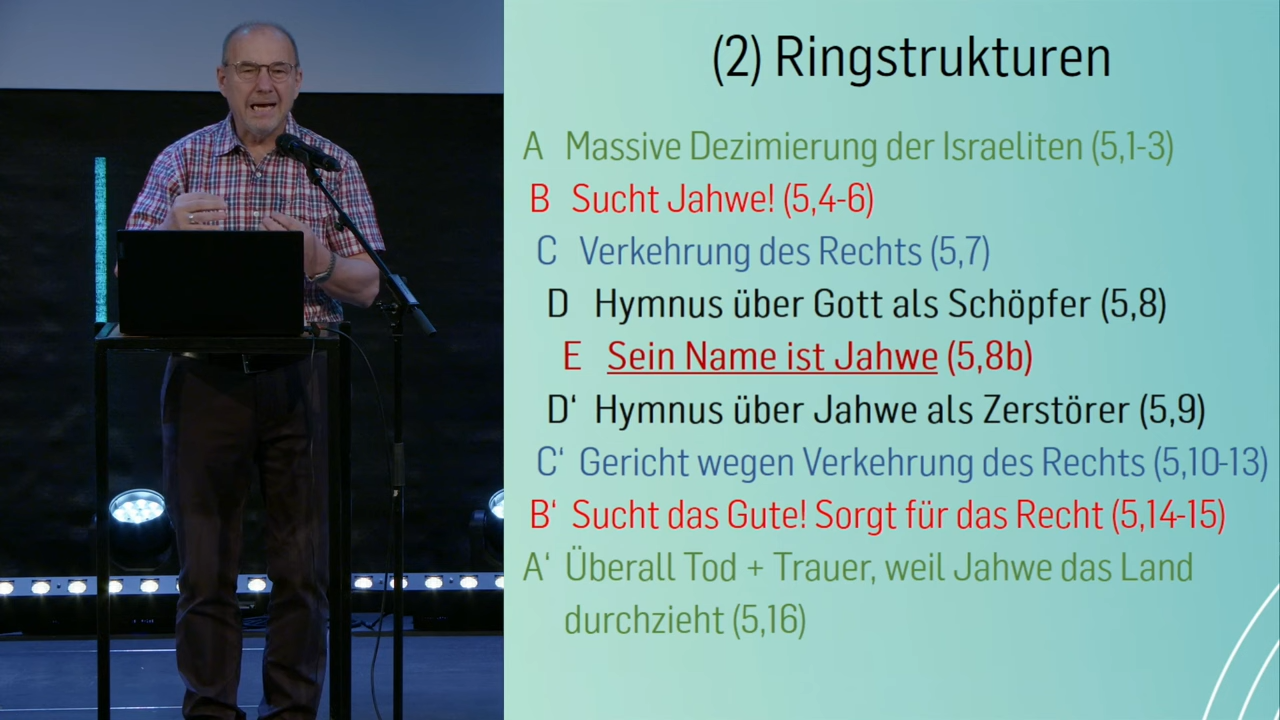 (2) Ringstrukturen
A Massive Dezimierung der Israeliten (5,1-3)
B Sucht Jahwe! (5,4-6)
C Verkehrung des Rechts (5,7)
D Hymnus über Gott als Schöpfer (5,8)
E Sein Name ist Jahwe (5,8b)
D‘ Hymnus über Jahwe als Zerstörer (5,9)
C‘ Gericht wegen Verkehrung des Rechts (5,10-13)
B‘ Sucht das Gute! Sorgt für das Recht (5,14-15)
A‘ Überall Tod + Trauer, weil Jahwe das Land
durchzieht (5,16)